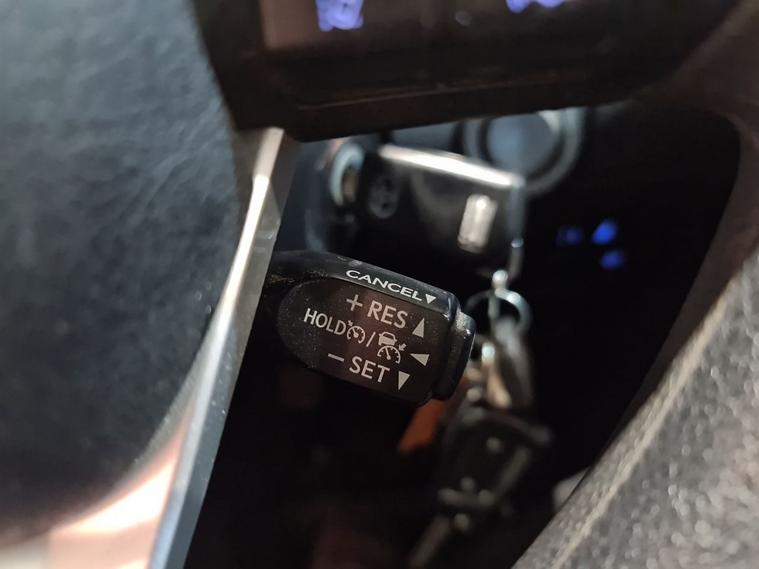 CANCEL▼
+ RES ▲
HOLD / ◀
− SET ▼